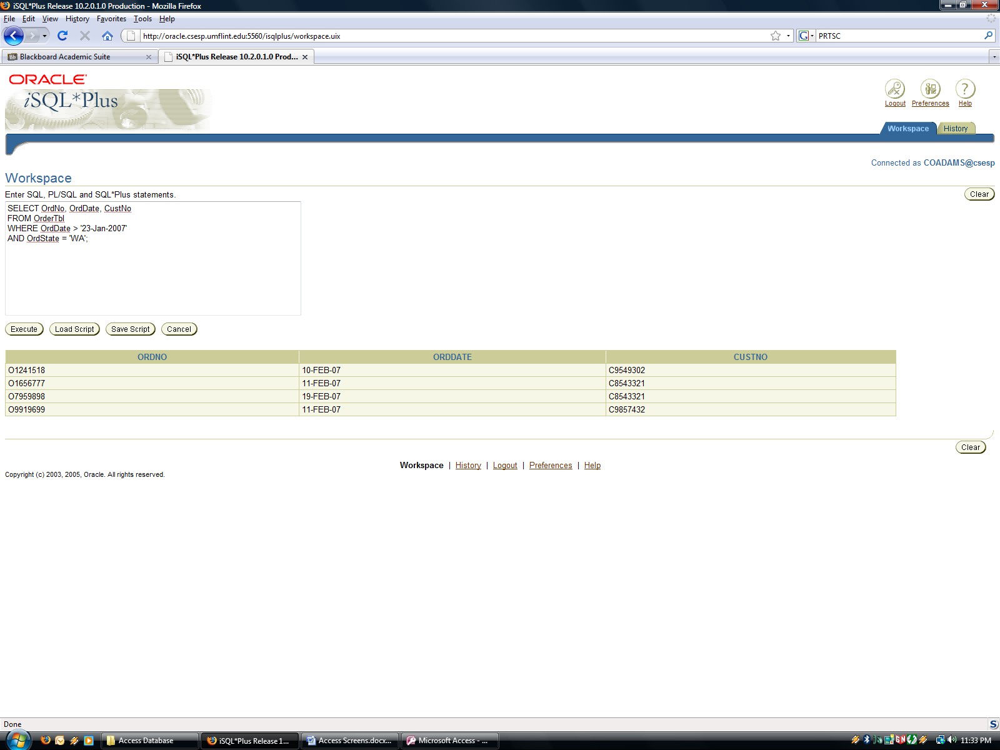 iSQL*Plus Release 10.2.0.1.0 Production - Mozilla Firefox
File Edit View History Favorites Tools Help
http://oracle.csesp.umflint.edu:5560/isqlplus/workspace.uix
G
PRTSC
Bb Blackboard Academic Suite
iSQL*Plus Release 10.2.0.1.0 Prod...
ORACLE
iSQL*Plus
Logout Preferences Help
Workspace History
Connected as COADAMS@csesp
Workspace
Enter SQL, PL/SQL and SQL*Plus statements.
Clear
SELECT OrdNo, OrdDate, CustNo
FROM OrderTbl
WHERE OrdDate > '23-Jan-2007'
AND OrdState = 'WA';
Execute Load Script Save Script Cancel
ORDNO ORDDATE CUSTNO
O1241518 10-FEB-07 C9549302
O1656777 11-FEB-07 C8543321
O7959898 19-FEB-07 C8543321
O9919699 11-FEB-07 C9857432
Clear
Workspace | History | Logout | Preferences | Help
Copyright (c) 2003, 2005, Oracle. All rights reserved.
Done
Access Database
iSQL*Plus Release 1...
Access Screens.docx...
Microsoft Access - ...
11:33 PM